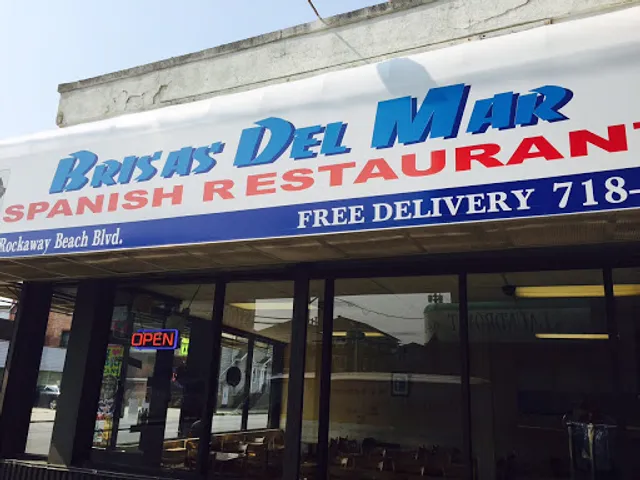 BRISAS DEL MAR
SPANISH RESTAURANT
Rockaway Beach Blvd.
FREE DELIVERY 718-
OPEN